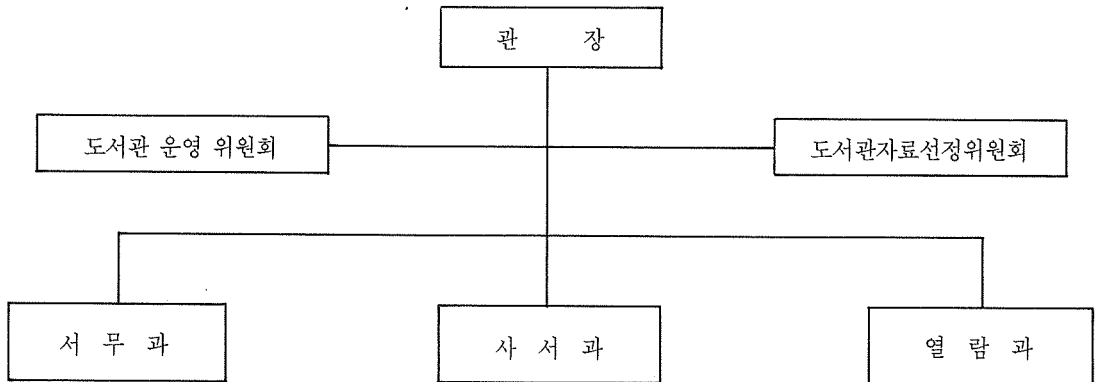 관 장
도서관 운영 위원회
도서관자료선정위원회
서 무 과
사 서 과
열 람 과